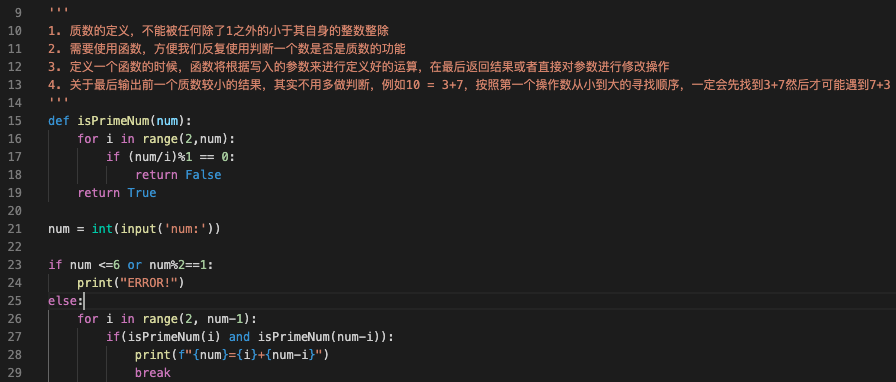 9 '''
10 1. 质数的定义，不能被任何除了1之外的小于其自身的整数整除
11 2. 需要使用函数，方便我们反复使用判断一个数是否是质数的功能
12 3. 定义一个函数的时候，函数将根据写入的参数来进行定义好的运算，在最后返回结果或者直接对参数进行修改操作
13 4. 关于最后输出前一个质数较小的结果，其实不用多做判断，例如10 = 3+7，按照第一个操作数从小到大的寻找顺序，一定会先找到3+7然后才可能遇到7+3
14 '''
15 def isPrimeNum(num):
16     for i in range(2,num):
17         if (num/i)%1 == 0:
18             return False
19     return True
20
21 num = int(input('num:'))
22
23 if num <=6 or num%2==1:
24     print("ERROR!")
25 else:
26     for i in range(2, num-1):
27         if(isPrimeNum(i) and isPrimeNum(num-i)):
28             print(f"{num}={i}+{num-i}")
29             break